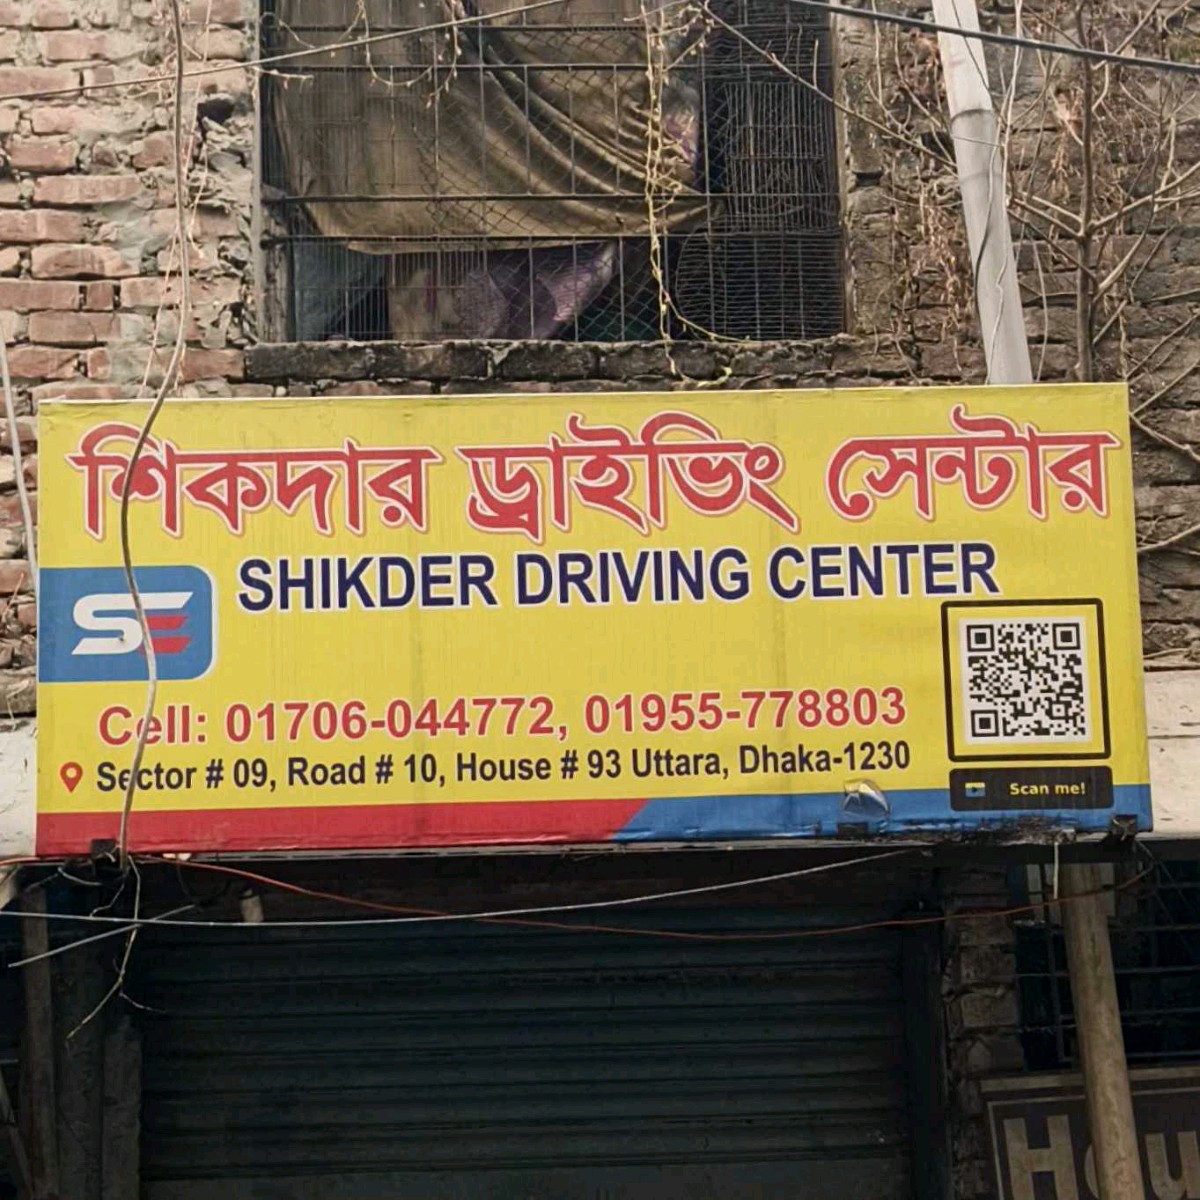 শিকদার ড্রাইভিং সেন্টার
SHIKDER DRIVING CENTER
SE
Cell: 01706-044772, 01955-778803
Sector # 09, Road # 10, House # 93 Uttara, Dhaka-1230
Scan me!